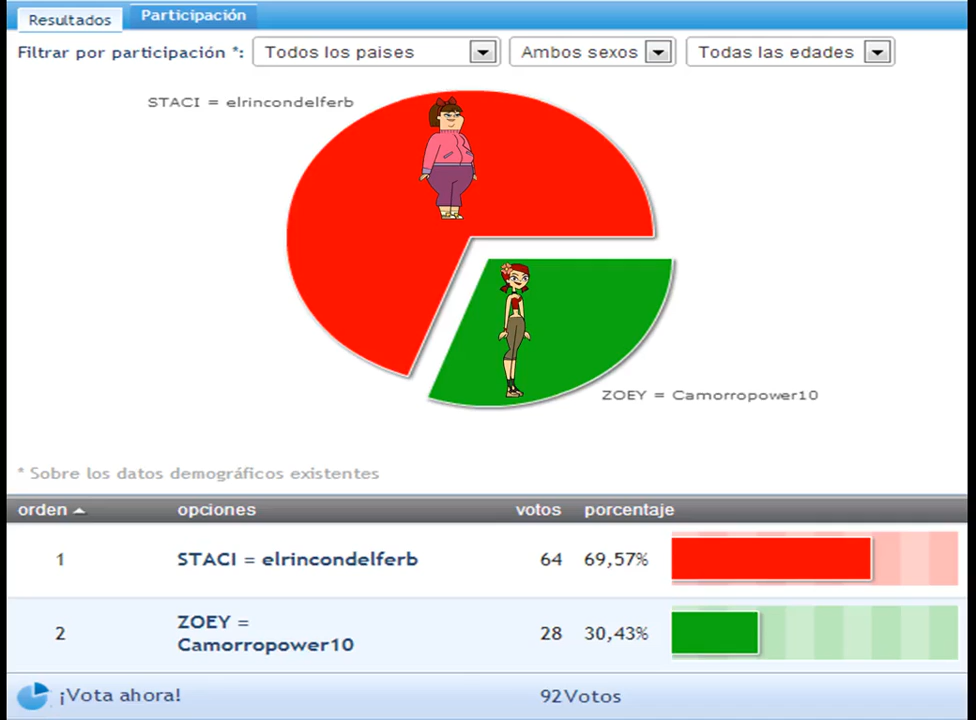 Resultados Participación
Filtrar por participación *: Todos los paises Ambos sexos Todas las edades
STACI = elrincondelferb
ZOEY = Camorropower10
* Sobre los datos demográficos existentes
orden opciones votos porcentaje
1 STACI = elrincondelferb 64 69,57%
2 ZOEY =
Camorropower10 28 30,43%
¡Vota ahora! 92Votos